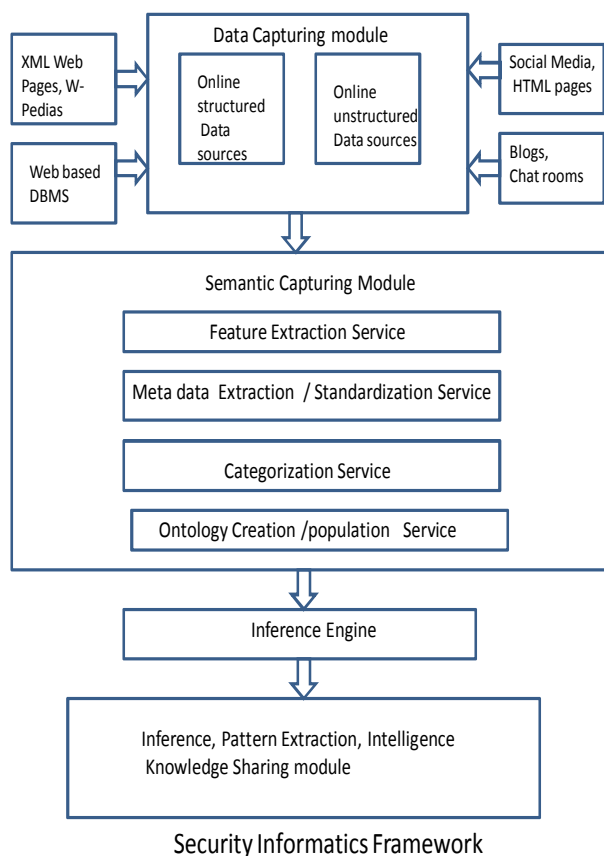 Data Capturing module
XML Web
Pages, W-
Pedias
Online
structured
Data
sources
Online
unstructured
Data sources
Social Media,
HTML pages
Web based
DBMS
Blogs,
Chat rooms
Semantic Capturing Module
Feature Extraction Service
Meta data Extraction / Standardization Service
Categorization Service
Ontology Creation /population Service
Inference Engine
Inference, Pattern Extraction, Intelligence
Knowledge Sharing module
Security Informatics Framework